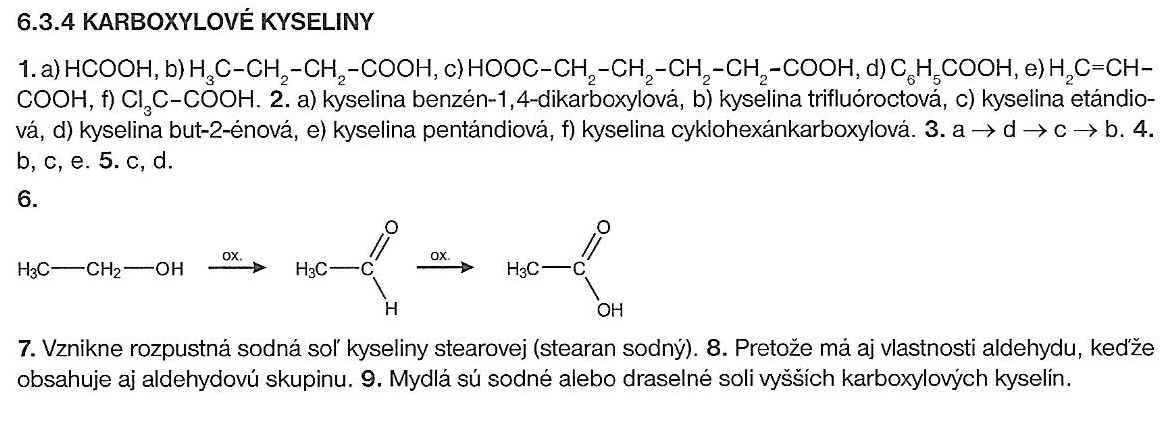 6.3.4 KARBOXYLOVÉ KYSELINY
1. a) HCOOH, b) H₃C–CH₂–CH₂–COOH, c) HOOC–CH₂–CH₂–CH₂–CH₂–COOH, d) C₆H₅COOH, e) H₂C=CH–
COOH, f) Cl₃C–COOH. 2. a) kyselina benzén-1,4-dikarboxylová, b) kyselina trifluóroctová, c) kyselina etándio-
vá, d) kyselina but-2-énová, e) kyselina pentándiová, f) kyselina cyklohexánkarboxylová. 3. a → d → c → b. 4.
b, c, e. 5. c, d.
6.
H₃C—CH₂—OH ox. H₃C—C O H ox. H₃C—C O OH
7. Vznikne rozpustná sodná soľ kyseliny stearovej (stearan sodný). 8. Pretože má aj vlastnosti aldehydu, keďže
obsahuje aj aldehydovú skupinu. 9. Mydlá sú sodné alebo draselné soli vyšších karboxylových kyselín.